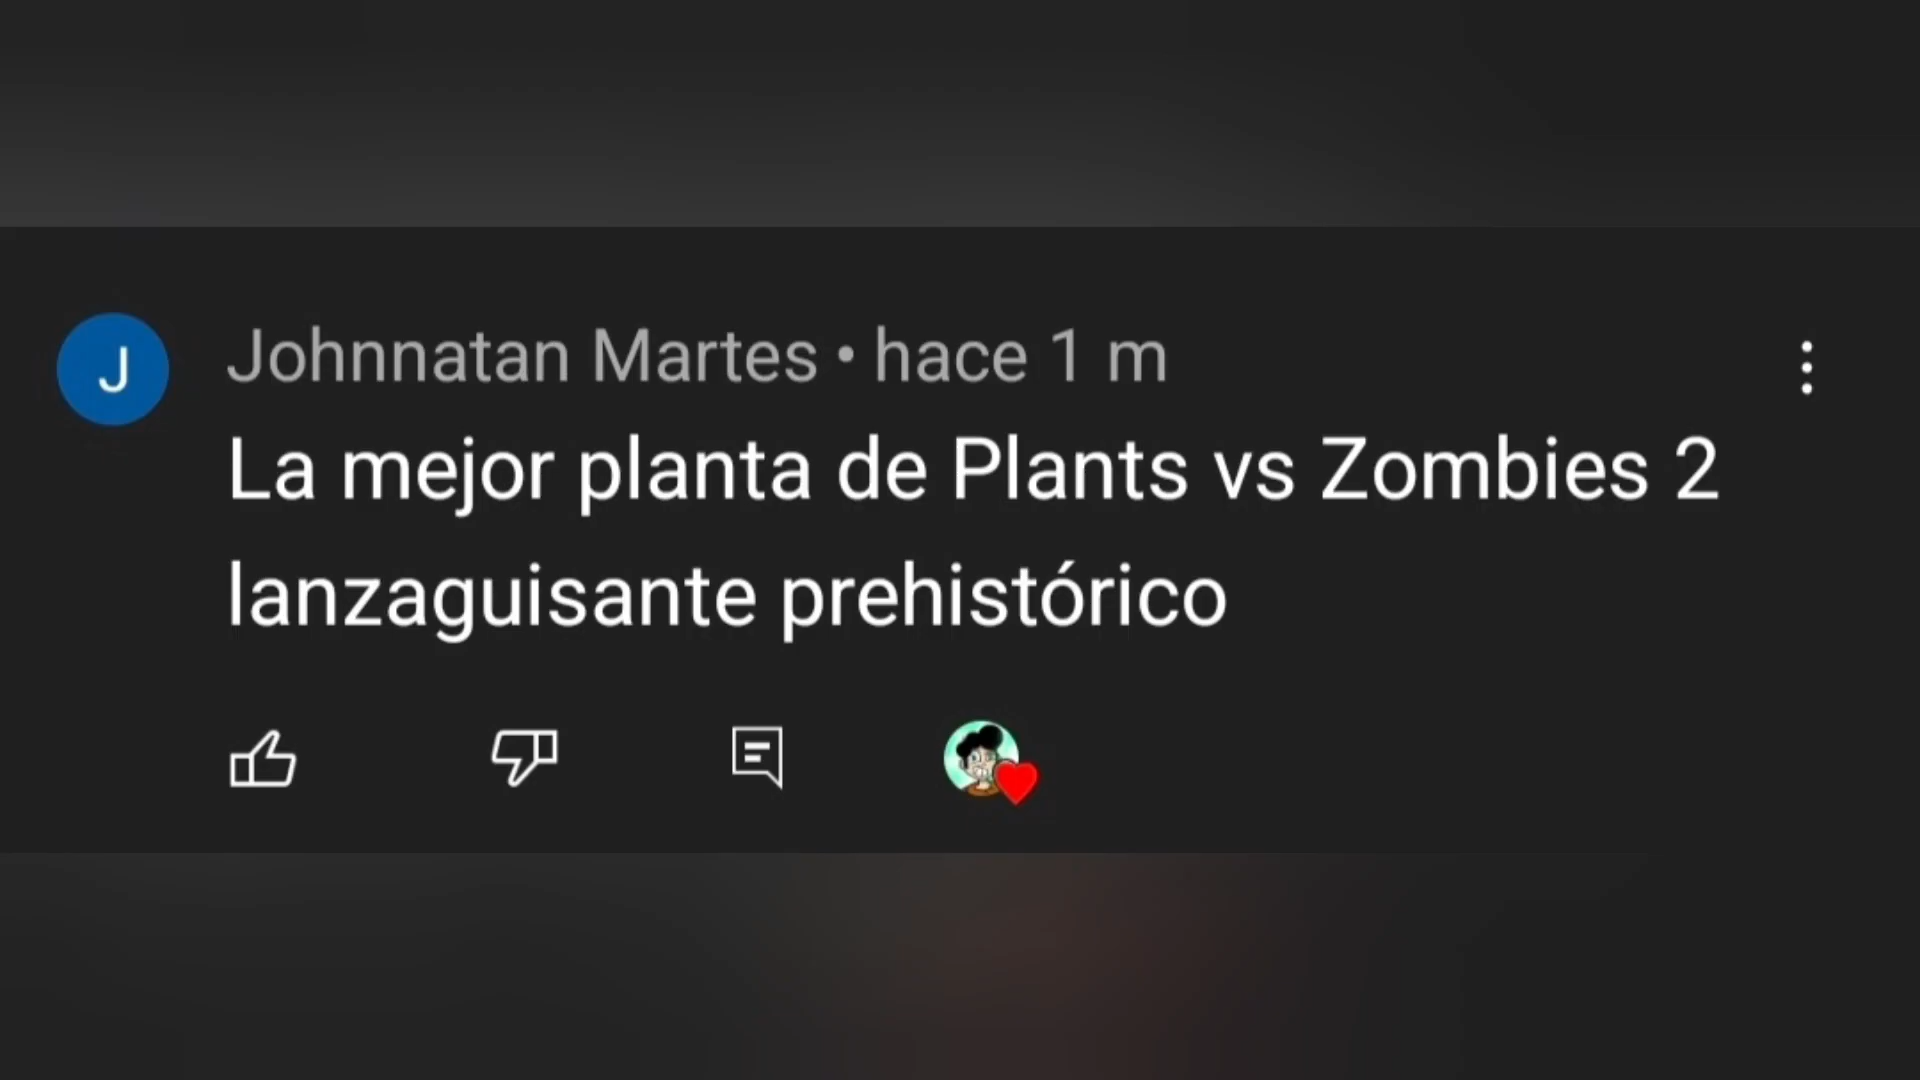 J
Johnnatan Martes • hace 1 m
La mejor planta de Plants vs Zombies 2
lanzaguisante prehistórico